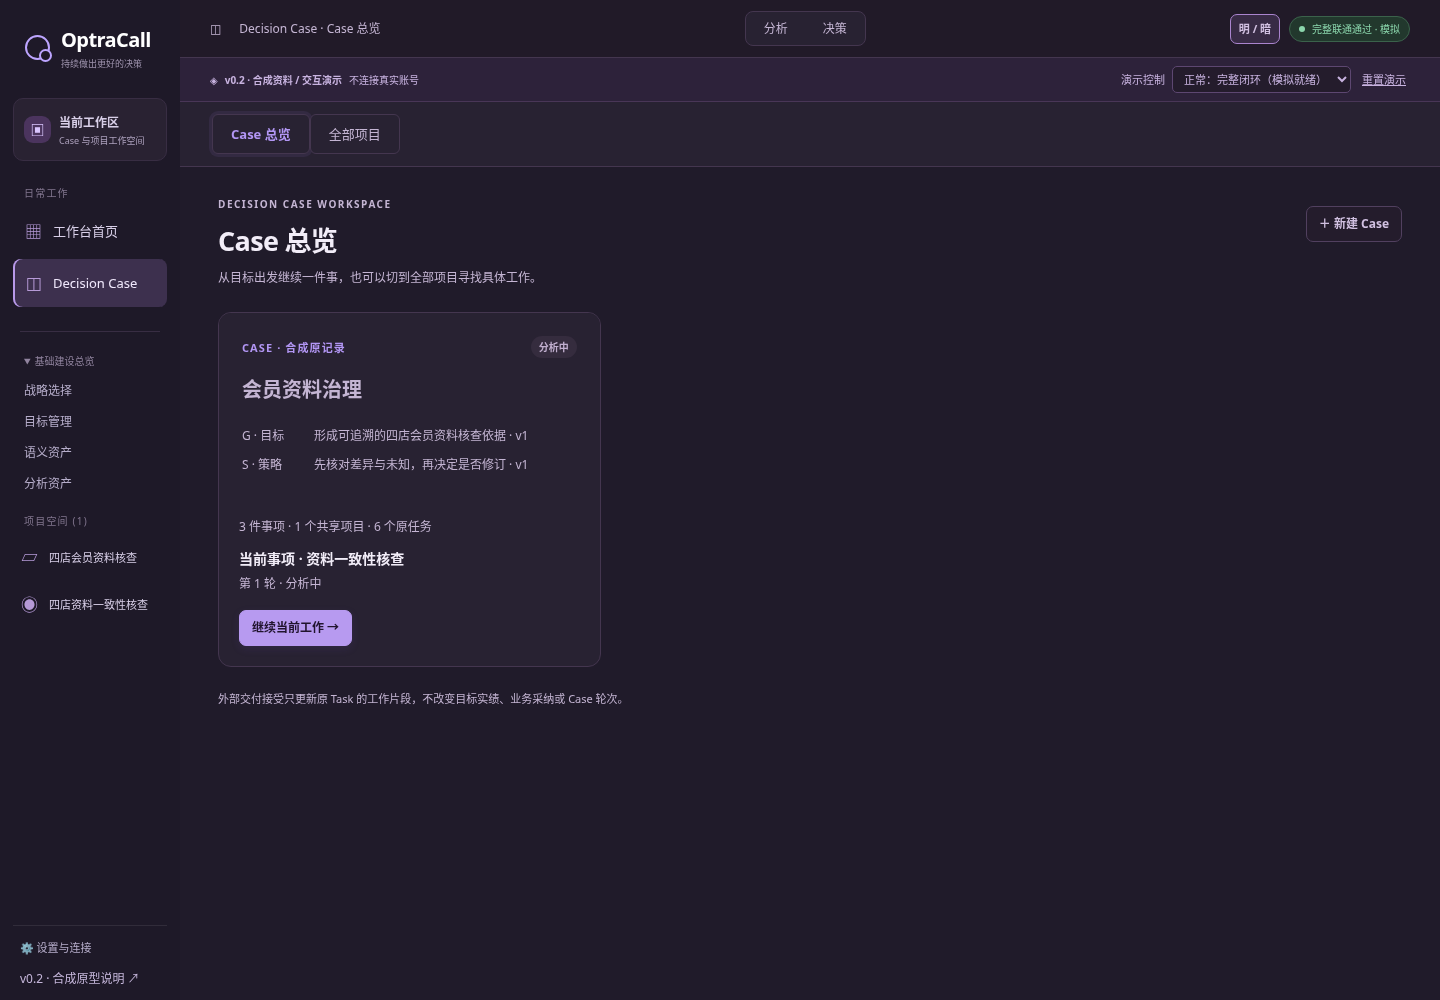 OptraCall
持续做出更好的决策
当前工作区
Case 与项目工作空间
日常工作
工作台首页
Decision Case
▼ 基础建设总览
战略选择
目标管理
语义资产
分析资产
项目空间 (1)
四店会员资料核查
四店资料一致性核查
⚙️ 设置与连接
v0.2 · 合成原型说明 ↗
Decision Case · Case 总览
分析 决策
明 / 暗
完整联通通过 · 模拟
◈ v0.2 · 合成资料 / 交互演示 不连接真实账号
演示控制 正常：完整闭环（模拟就绪） 重置演示
Case 总览 全部项目
DECISION CASE WORKSPACE
Case 总览
从目标出发继续一件事，也可以切到全部项目寻找具体工作。
＋ 新建 Case
CASE · 合成原记录 分析中
会员资料治理
G · 目标 形成可追溯的四店会员资料核查依据 · v1
S · 策略 先核对差异与未知，再决定是否修订 · v1
3 件事项 · 1 个共享项目 · 6 个原任务
当前事项 · 资料一致性核查
第 1 轮 · 分析中
继续当前工作 →
外部交付接受只更新原 Task 的工作片段，不改变目标实绩、业务采纳或 Case 轮次。